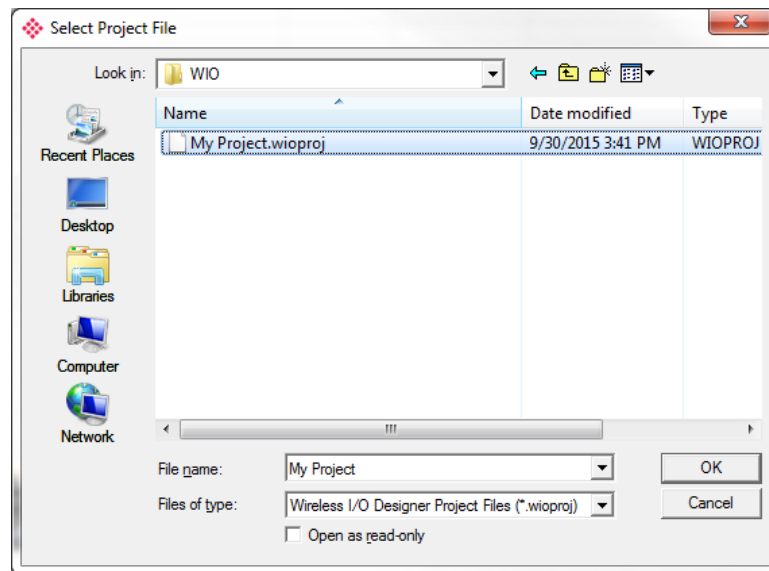 Select Project File
Look in: WIO
Name Date modified Type
My Project.wioproj 9/30/2015 3:41 PM WIOPROJ
Recent Places
Desktop
Libraries
Computer
Network
File name: My Project OK
Files of type: Wireless I/O Designer Project Files (*.wioproj) Cancel
Open as read-only